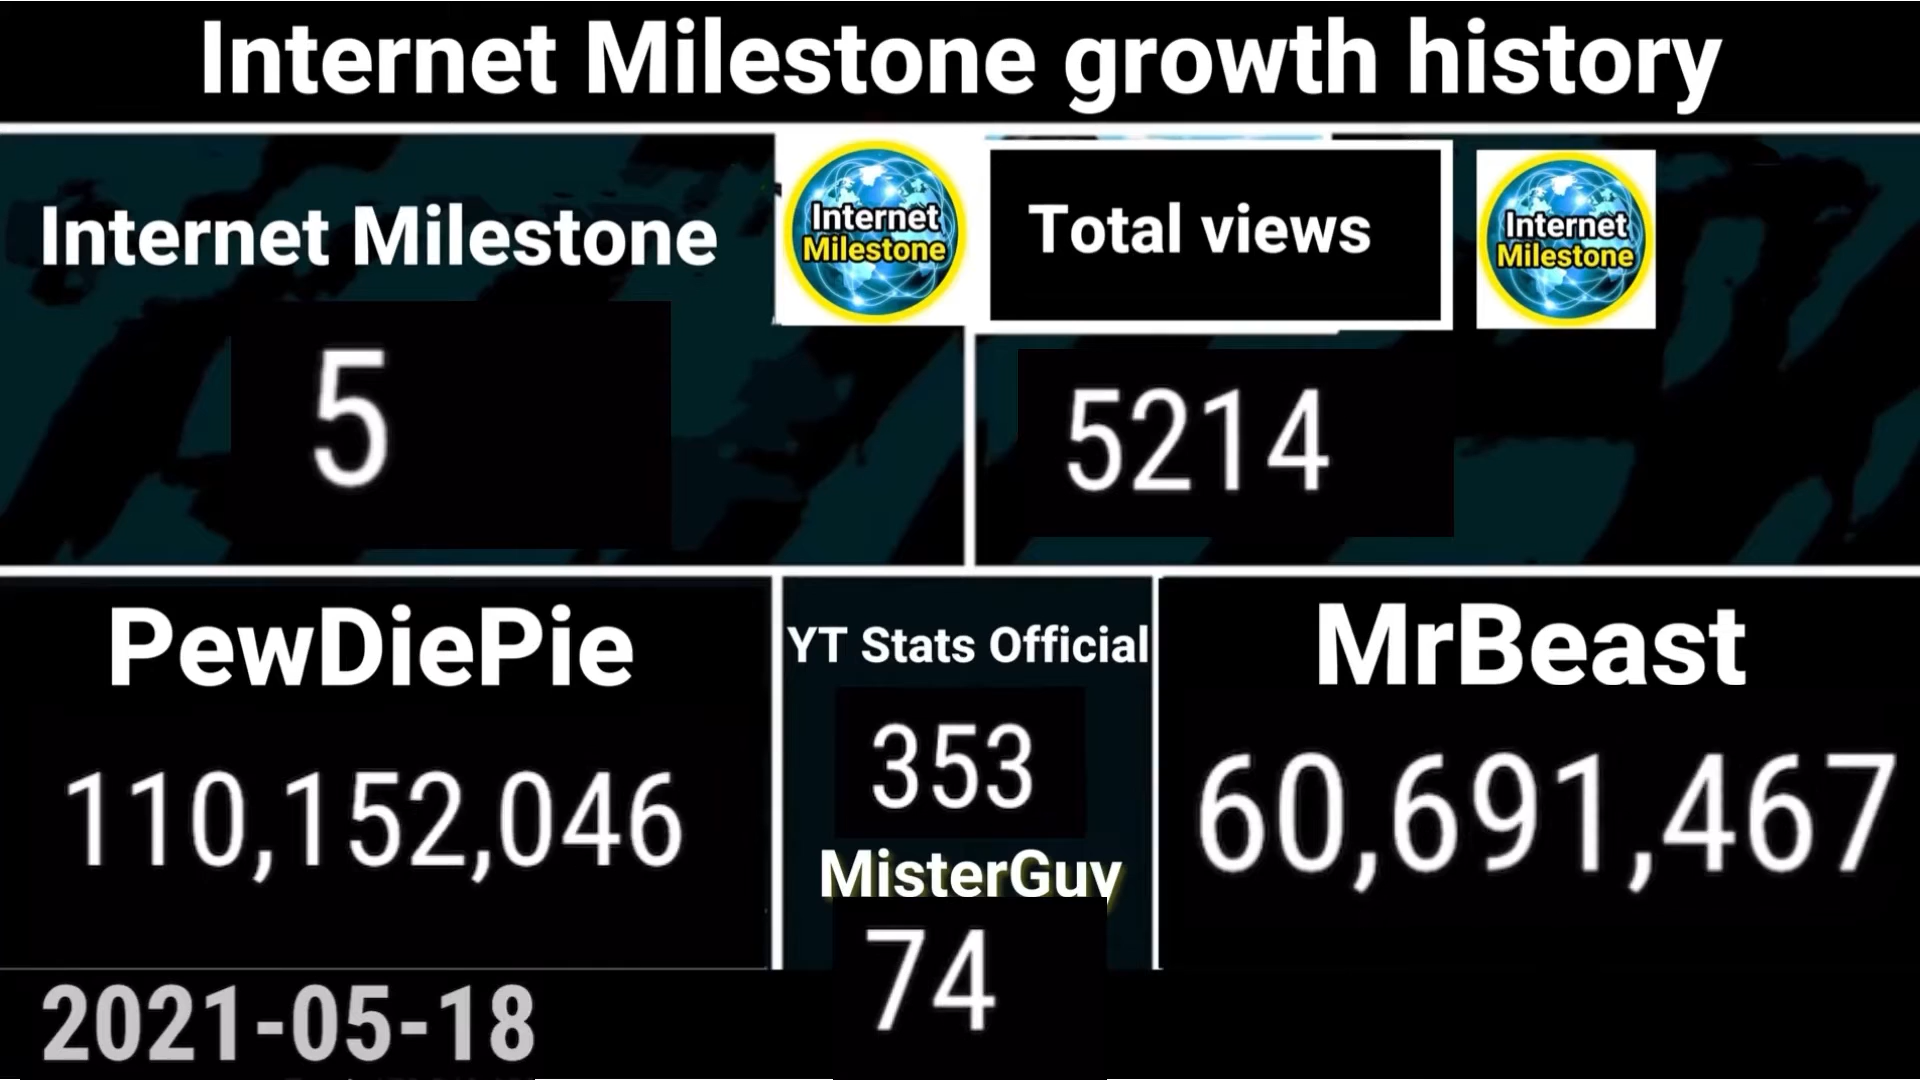 Internet Milestone growth history
Internet Milestone
Internet
Milestone
Total views
Internet
Milestone
5
5214
PewDiePie
110,152,046
YT Stats Official
353
MisterGuy
74
MrBeast
60,691,467
2021-05-18